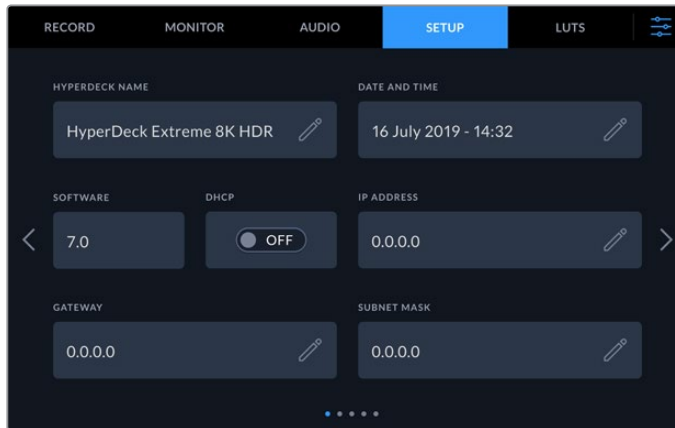 RECORD MONITOR AUDIO SETUP LUTS
HYPERDECK NAME DATE AND TIME
HyperDeck Extreme 8K HDR 16 July 2019 - 14:32
SOFTWARE DHCP IP ADDRESS
7.0 OFF 0.0.0.0
GATEWAY SUBNET MASK
0.0.0.0 0.0.0.0